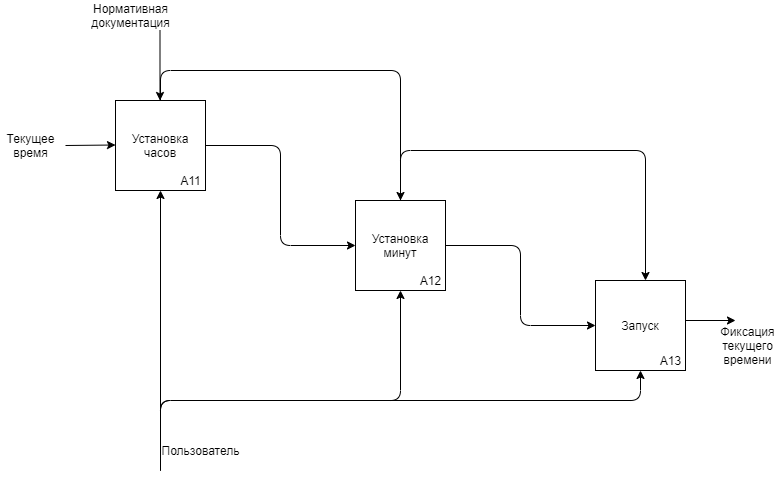 Нормативная
документация
Текущее
время
Установка
часов
A11
Установка
минут
A12
Запуск
A13
Фиксация
текущего
времени
Пользователь